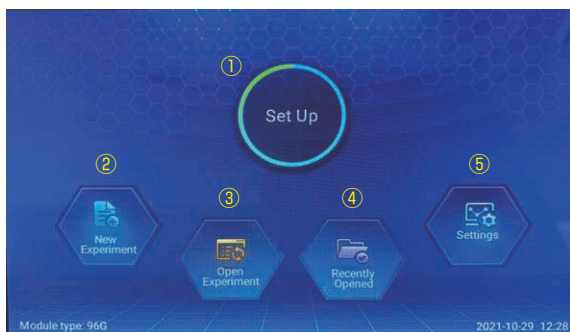 ①
Set Up
②
New
Experiment
③
Open
Experiment
④
Recently
Opened
⑤
Settings
Module type: 96G
2021-10-29 12:28